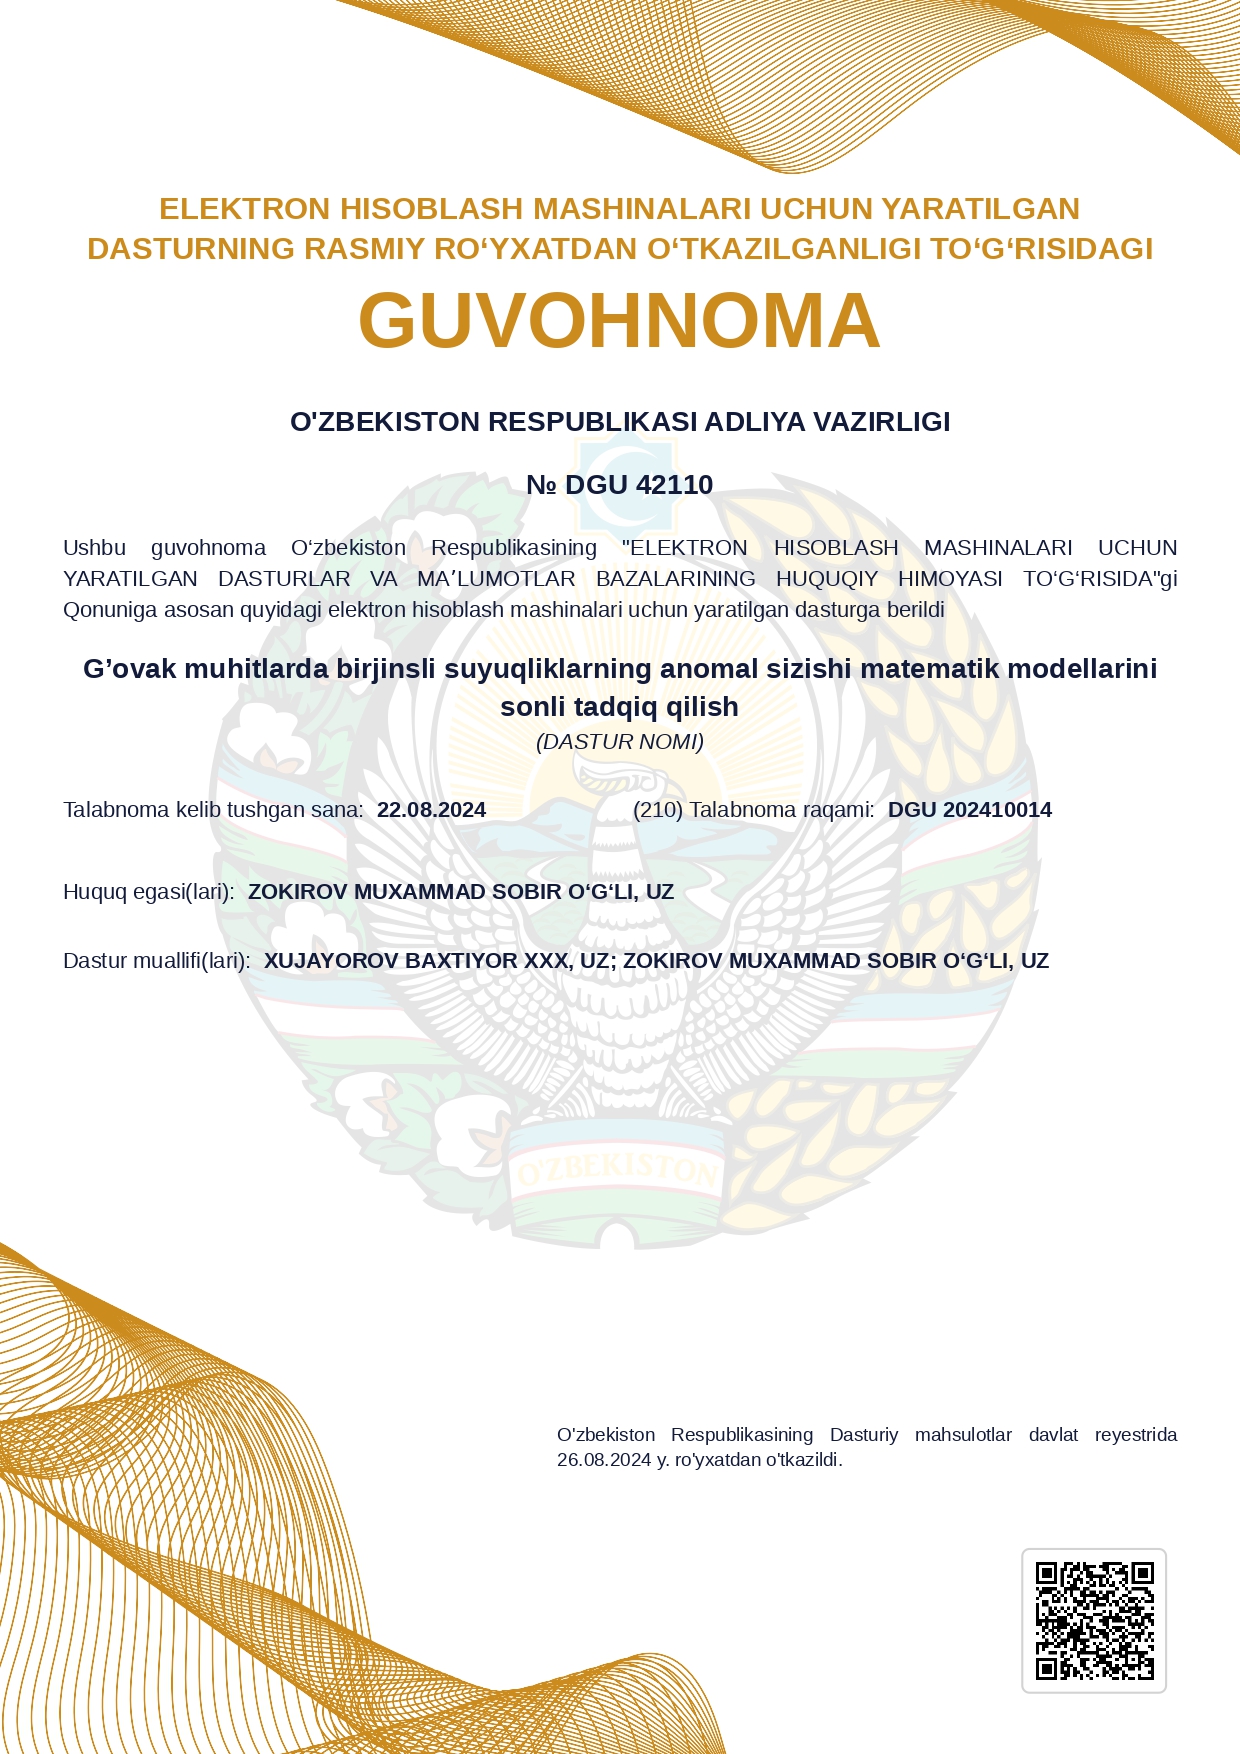 ELEKTRON HISOBLASH MASHINALARI UCHUN YARATILGAN
DASTURNING RASMIY RO‘YXATDAN O‘TKAZILGANLIGI TO‘G‘RISIDAGI
GUVOHNOMA
O'ZBEKISTON RESPUBLIKASI ADLIYA VAZIRLIGI
№ DGU 42110
Ushbu guvohnoma O‘zbekiston Respublikasining "ELEKTRON HISOBLASH MASHINALARI UCHUN
YARATILGAN DASTURLAR VA MAʼLUMOTLAR BAZALARINING HUQUQIY HIMOYASI TO‘G‘RISIDA"gi
Qonuniga asosan quyidagi elektron hisoblash mashinalari uchun yaratilgan dasturga berildi
G’ovak muhitlarda birjinsli suyuqliklarning anomal sizishi matematik modellarini
sonli tadqiq qilish
(DASTUR NOMI)
Talabnoma kelib tushgan sana: 22.08.2024 (210) Talabnoma raqami: DGU 202410014
Huquq egasi(lari): ZOKIROV MUXAMMAD SOBIR O‘G‘LI, UZ
Dastur muallifi(lari): XUJAYOROV BAXTIYOR XXX, UZ; ZOKIROV MUXAMMAD SOBIR O‘G‘LI, UZ
O'ZBEKISTON
O'zbekiston Respublikasining Dasturiy mahsulotlar davlat reyestrida
26.08.2024 y. ro'yxatdan o'tkazildi.